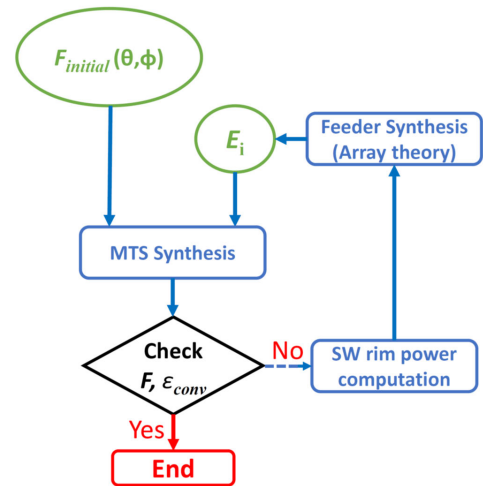 F_initial (θ,ϕ)
E_i
Feeder Synthesis
(Array theory)
MTS Synthesis
Check
F, ε_conv
No
SW rim power
computation
Yes
End